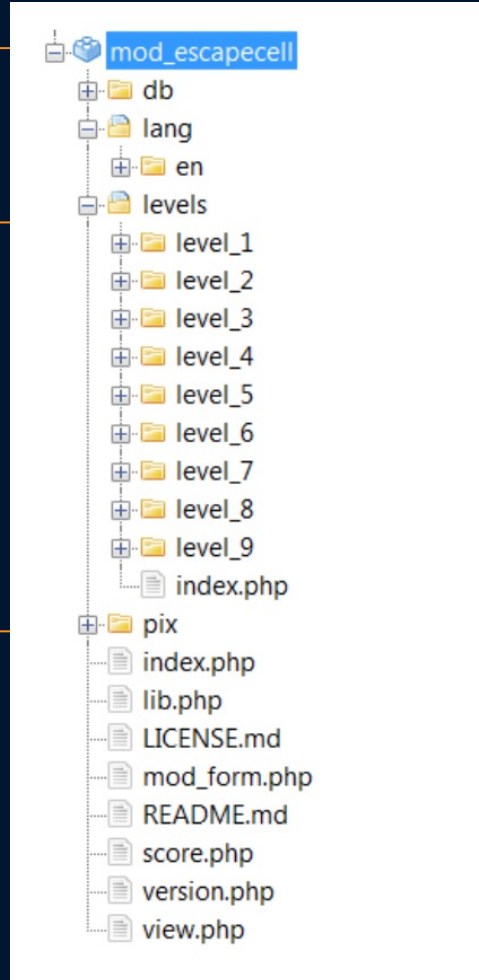 mod_escapecell
db
lang
en
levels
level_1
level_2
level_3
level_4
level_5
level_6
level_7
level_8
level_9
index.php
pix
index.php
lib.php
LICENSE.md
mod_form.php
README.md
score.php
version.php
view.php